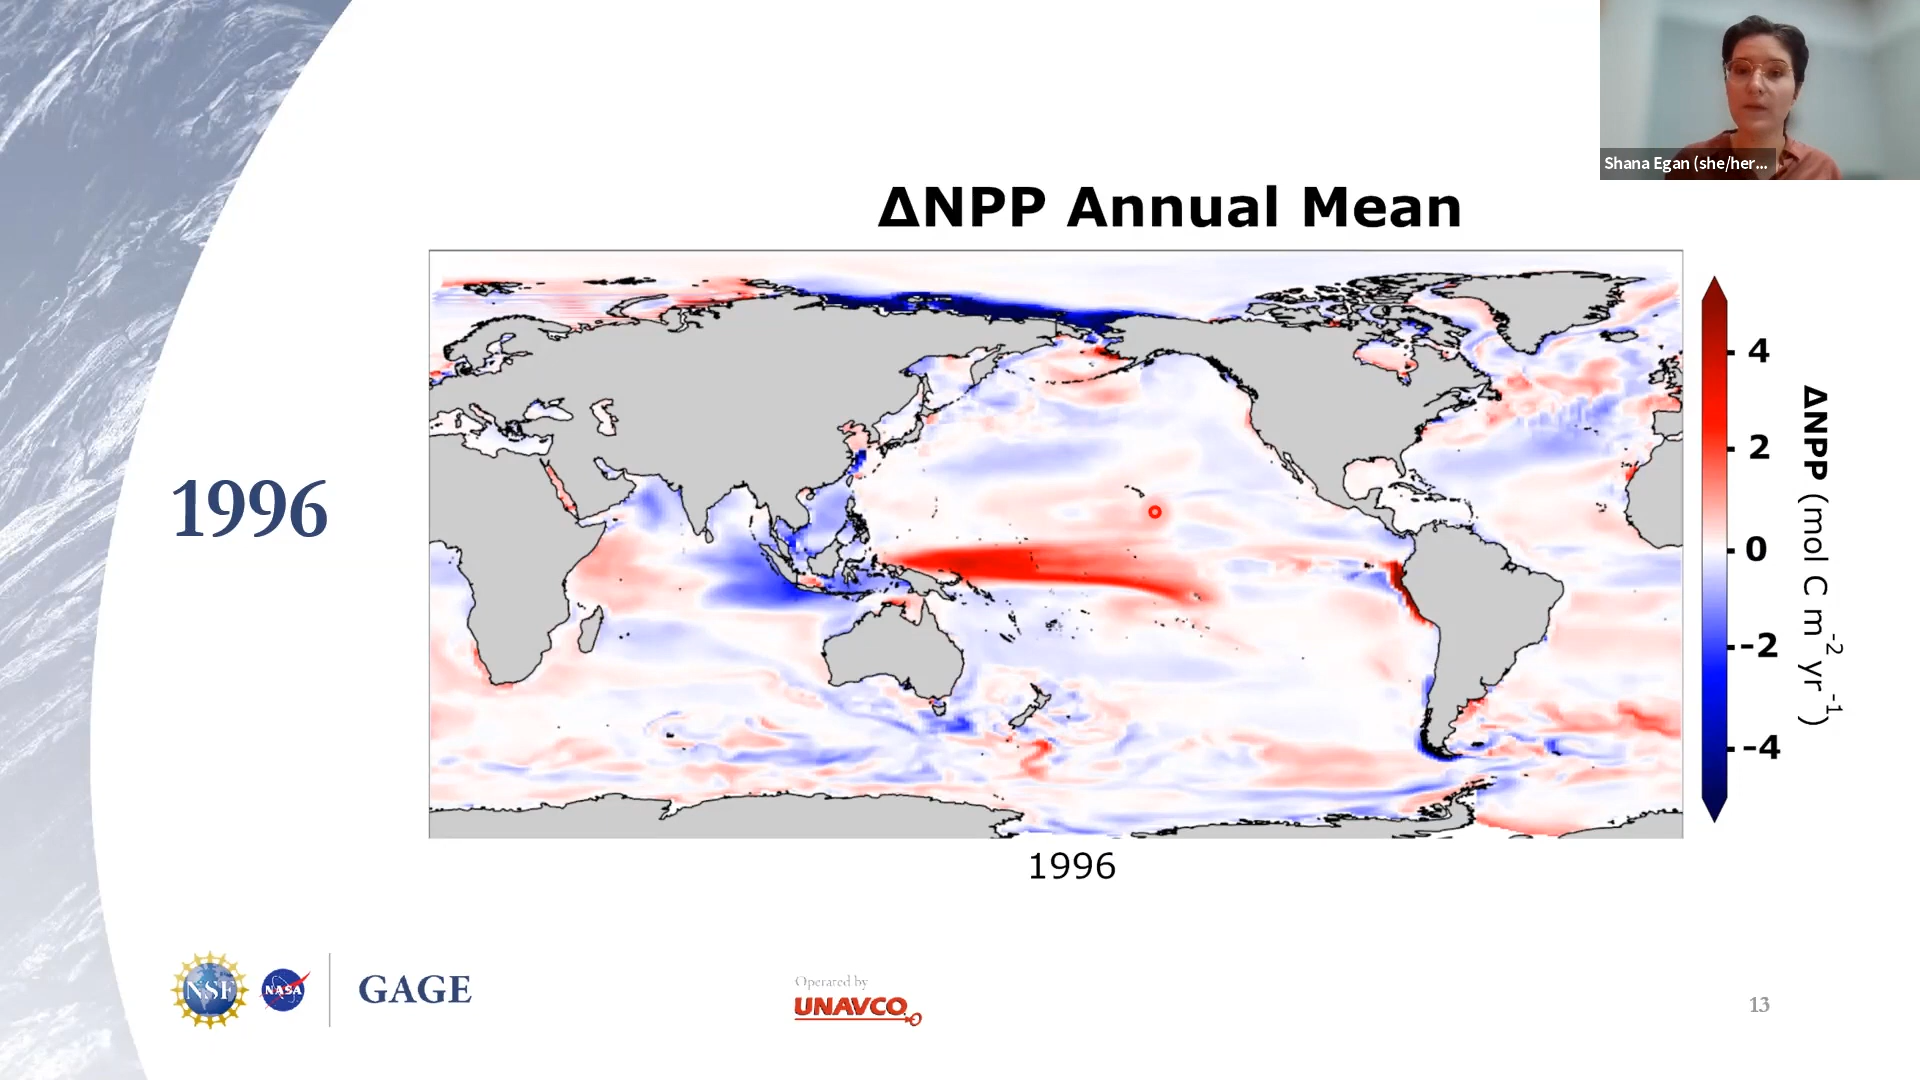 Shana Egan (she/her...
ΔNPP Annual Mean
1996
4
2
0
-2
-4
ΔNPP (mol C m-2 yr-1)
1996
NSF
NASA
GAGE
Operated by
UNAVCO
13